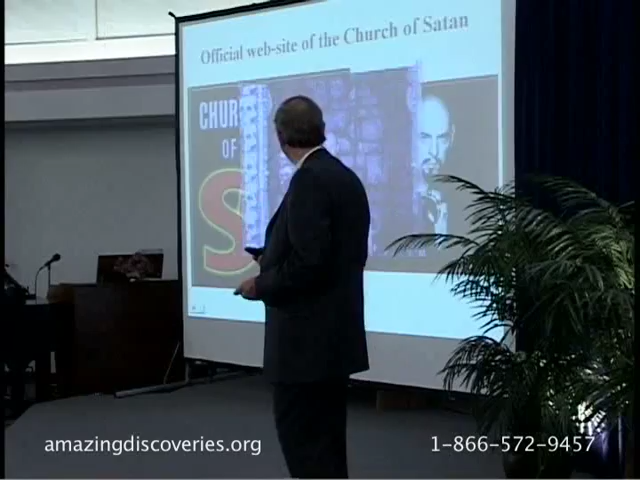 Official web-site of the Church of Satan
CHUR
OF
S
amazingdiscoveries.org
1-866-572-9457